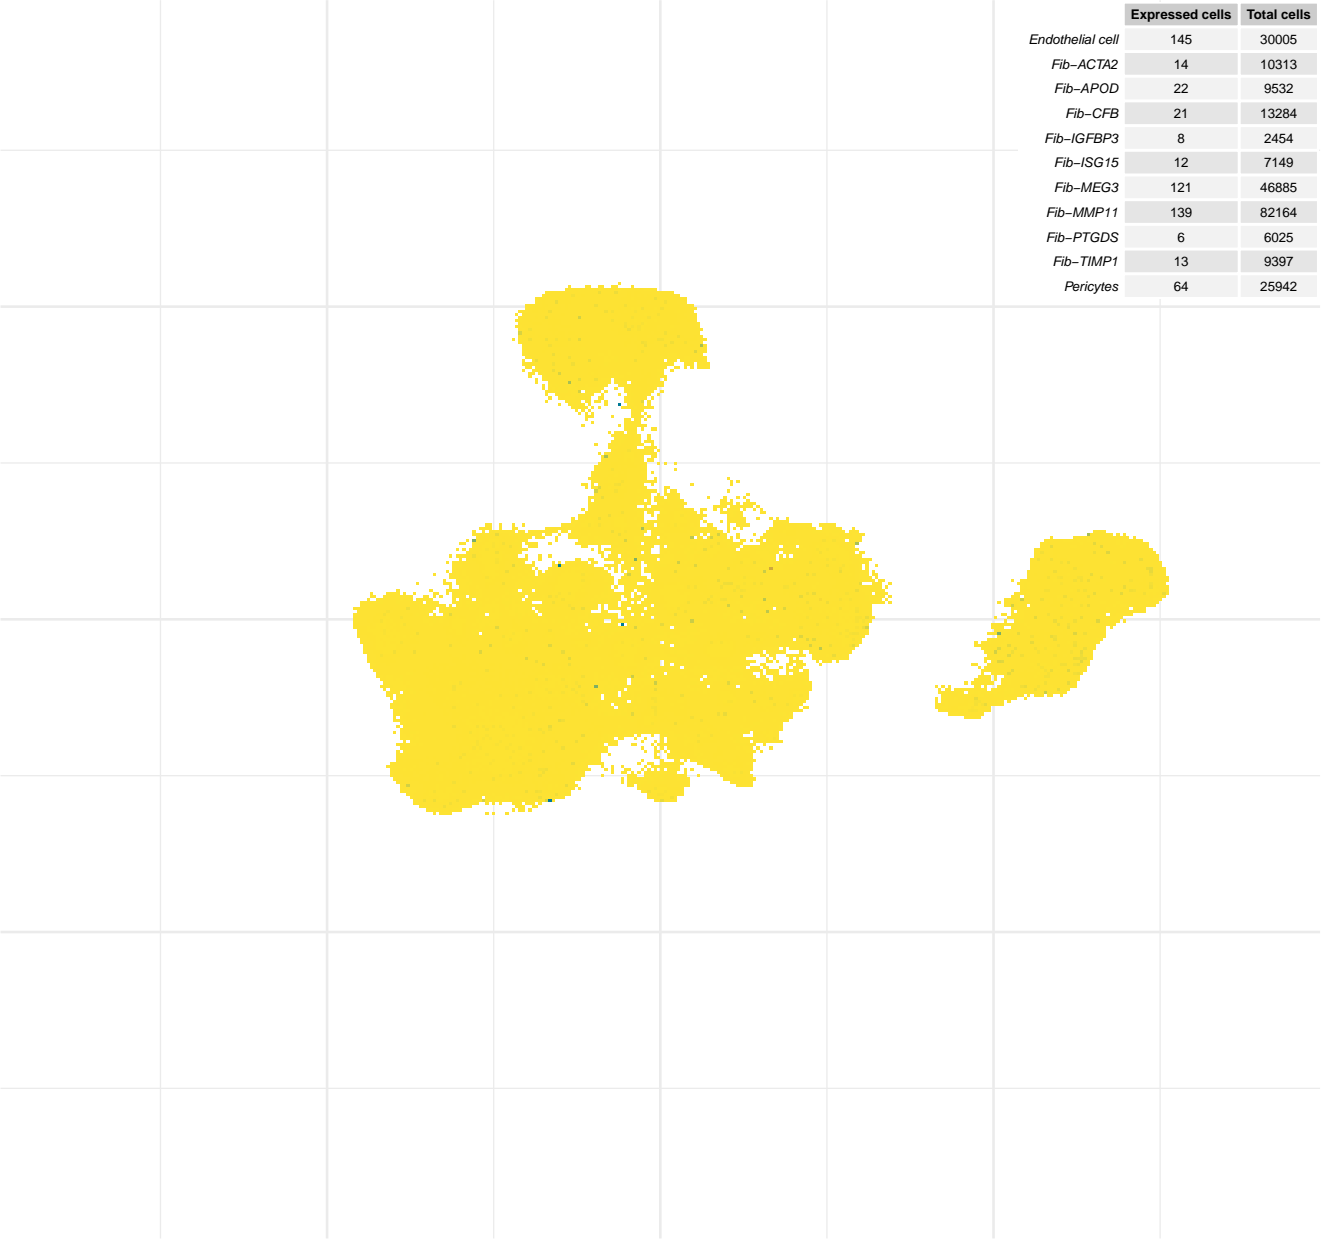 Expressed cells Total cells
Endothelial cell 145 30005
Fib−ACTA2 14 10313
Fib−APOD 22 9532
Fib−CFB 21 13284
Fib−IGFBP3 8 2454
Fib−ISG15 12 7149
Fib−MEG3 121 46885
Fib−MMP11 139 82164
Fib−PTGDS 6 6025
Fib−TIMP1 13 9397
Pericytes 64 25942